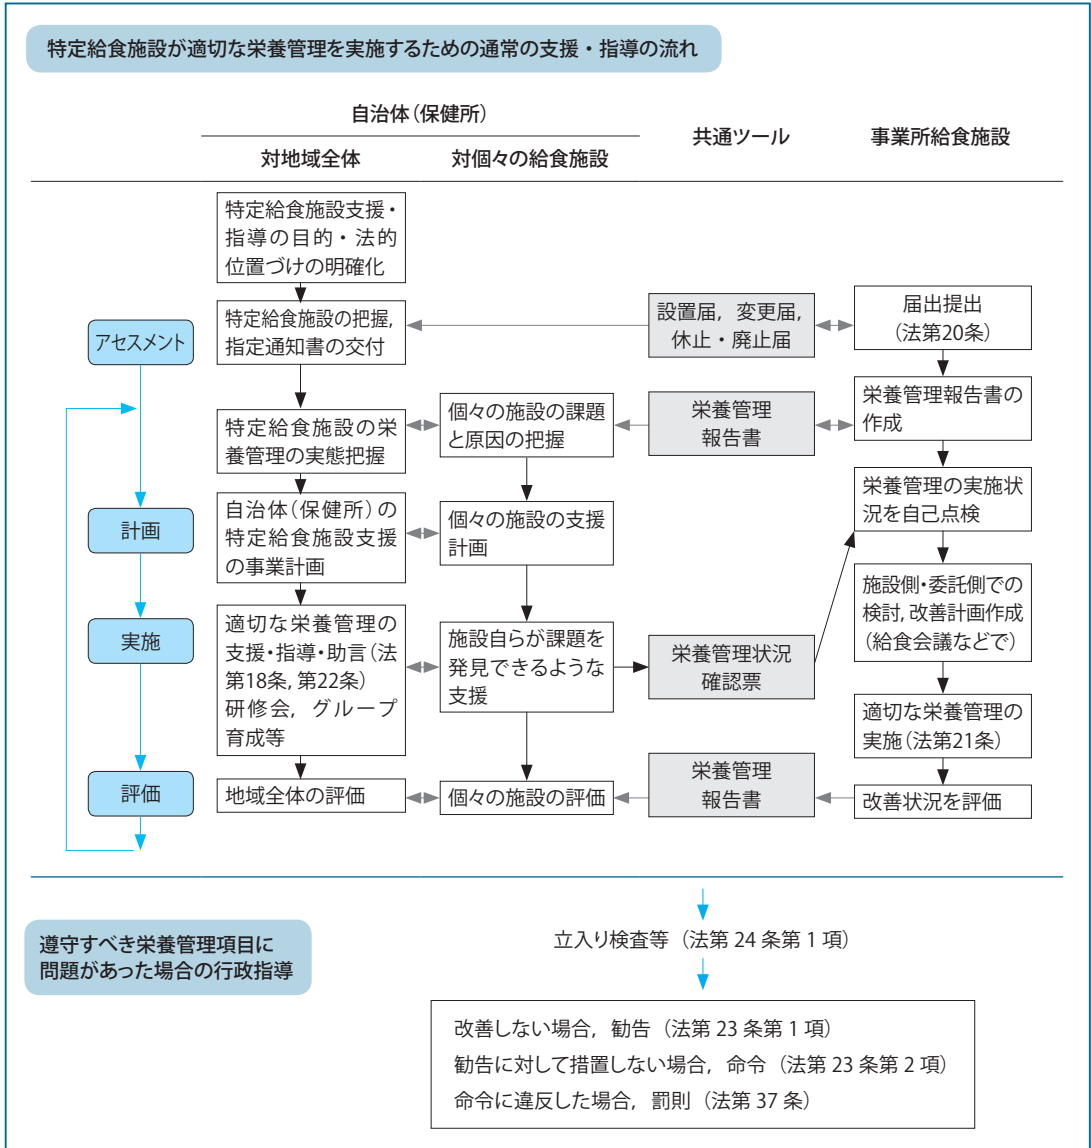 特定給食施設が適切な栄養管理を実施するための通常の支援・指導の流れ
自治体(保健所)
対地域全体
対個々の給食施設
共通ツール
事業所給食施設
特定給食施設支援・
指導の目的・法的
位置づけの明確化
アセスメント
特定給食施設の把握,
指定通知書の交付
設置届, 変更届,
休止・廃止届
届出提出
(法第20条)
特定給食施設の栄
養管理の実態把握
個々の施設の課題
と原因の把握
栄養管理
報告書
栄養管理報告書の
作成
栄養管理の実施状
況を自己点検
計画
自治体(保健所)の
特定給食施設支援
の事業計画
個々の施設の支援
計画
施設側・委託側での
検討, 改善計画作成
(給食会議などで)
実施
適切な栄養管理の
支援・指導・助言(法
第18条, 第22条)
研修会, グループ
育成等
施設自らが課題を
発見できるような
支援
栄養管理状況
確認票
適切な栄養管理の
実施(法第21条)
評価
地域全体の評価
個々の施設の評価
栄養管理
報告書
改善状況を評価
遵守すべき栄養管理項目に
問題があった場合の行政指導
立入り検査等 (法第 24 条第 1 項)
改善しない場合, 勧告 (法第 23 条第 1 項)
勧告に対して措置しない場合, 命令 (法第 23 条第 2 項)
命令に違反した場合, 罰則 (法第 37 条)